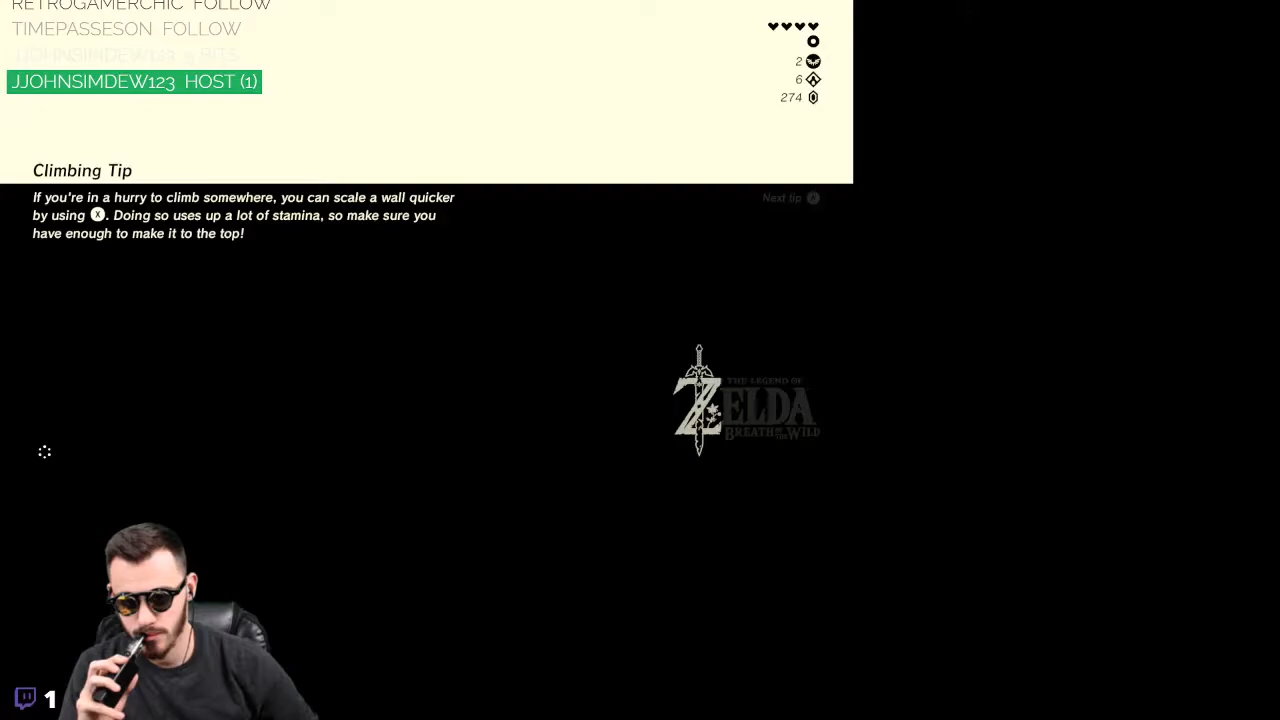 RETROGAMERCHIC FOLLOW
TIMEPASSESON FOLLOW
JJOHNSIMDEW123 HOST (1)
2
6
274
Climbing Tip
If you're in a hurry to climb somewhere, you can scale a wall quicker
by using X. Doing so uses up a lot of stamina, so make sure you
have enough to make it to the top!
Next tip
THE LEGEND OF
ZELDA
BREATH OF THE WILD
1